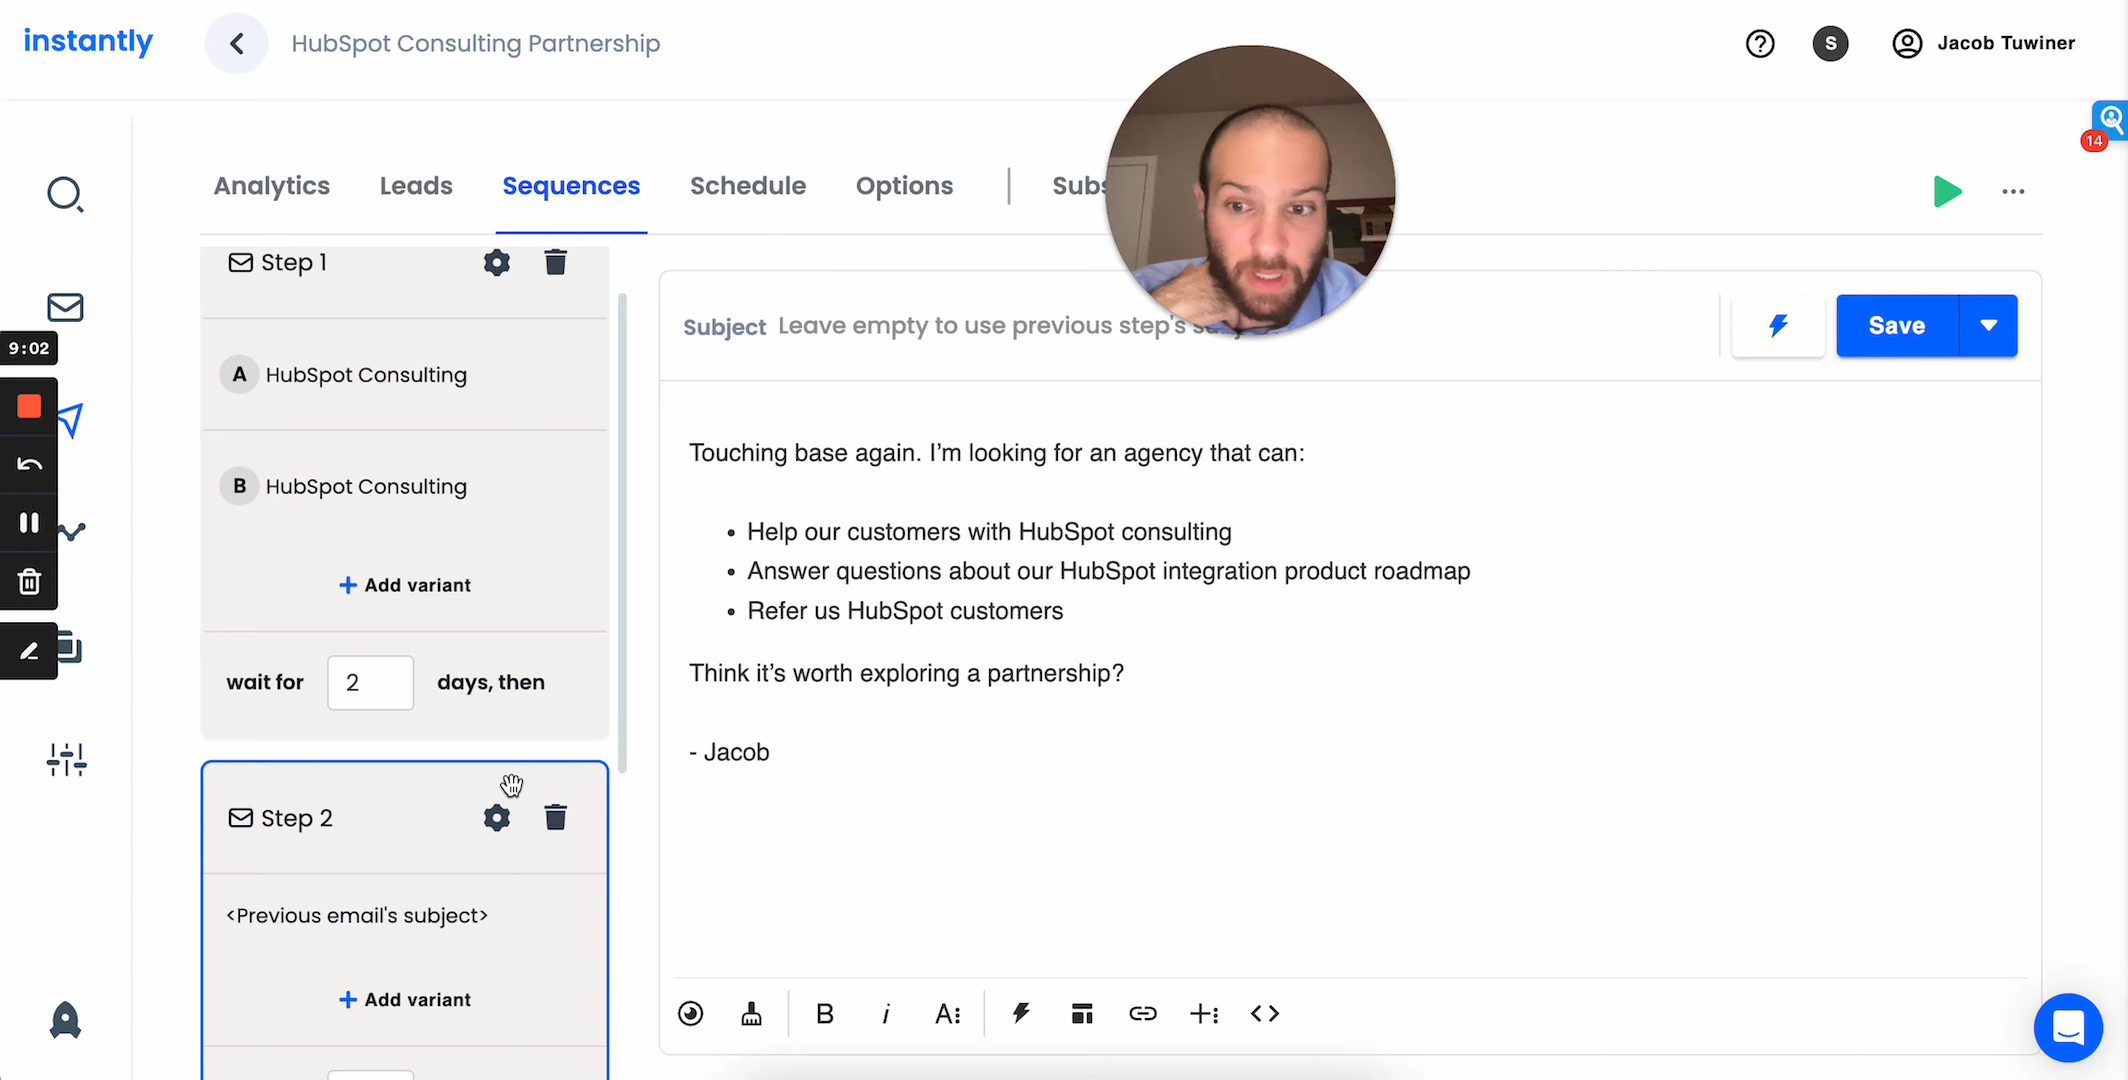 instantly
HubSpot Consulting Partnership
?
S
Jacob Tuwiner
14
Analytics
Leads
Sequences
Schedule
Options
Subs
Step 1
A HubSpot Consulting
B HubSpot Consulting
+ Add variant
wait for 2 days, then
Step 2
<Previous email's subject>
+ Add variant
9:02
Subject Leave empty to use previous step's
Save
Touching base again. I'm looking for an agency that can:
• Help our customers with HubSpot consulting
• Answer questions about our HubSpot integration product roadmap
• Refer us HubSpot customers
Think it's worth exploring a partnership?
- Jacob
B i A